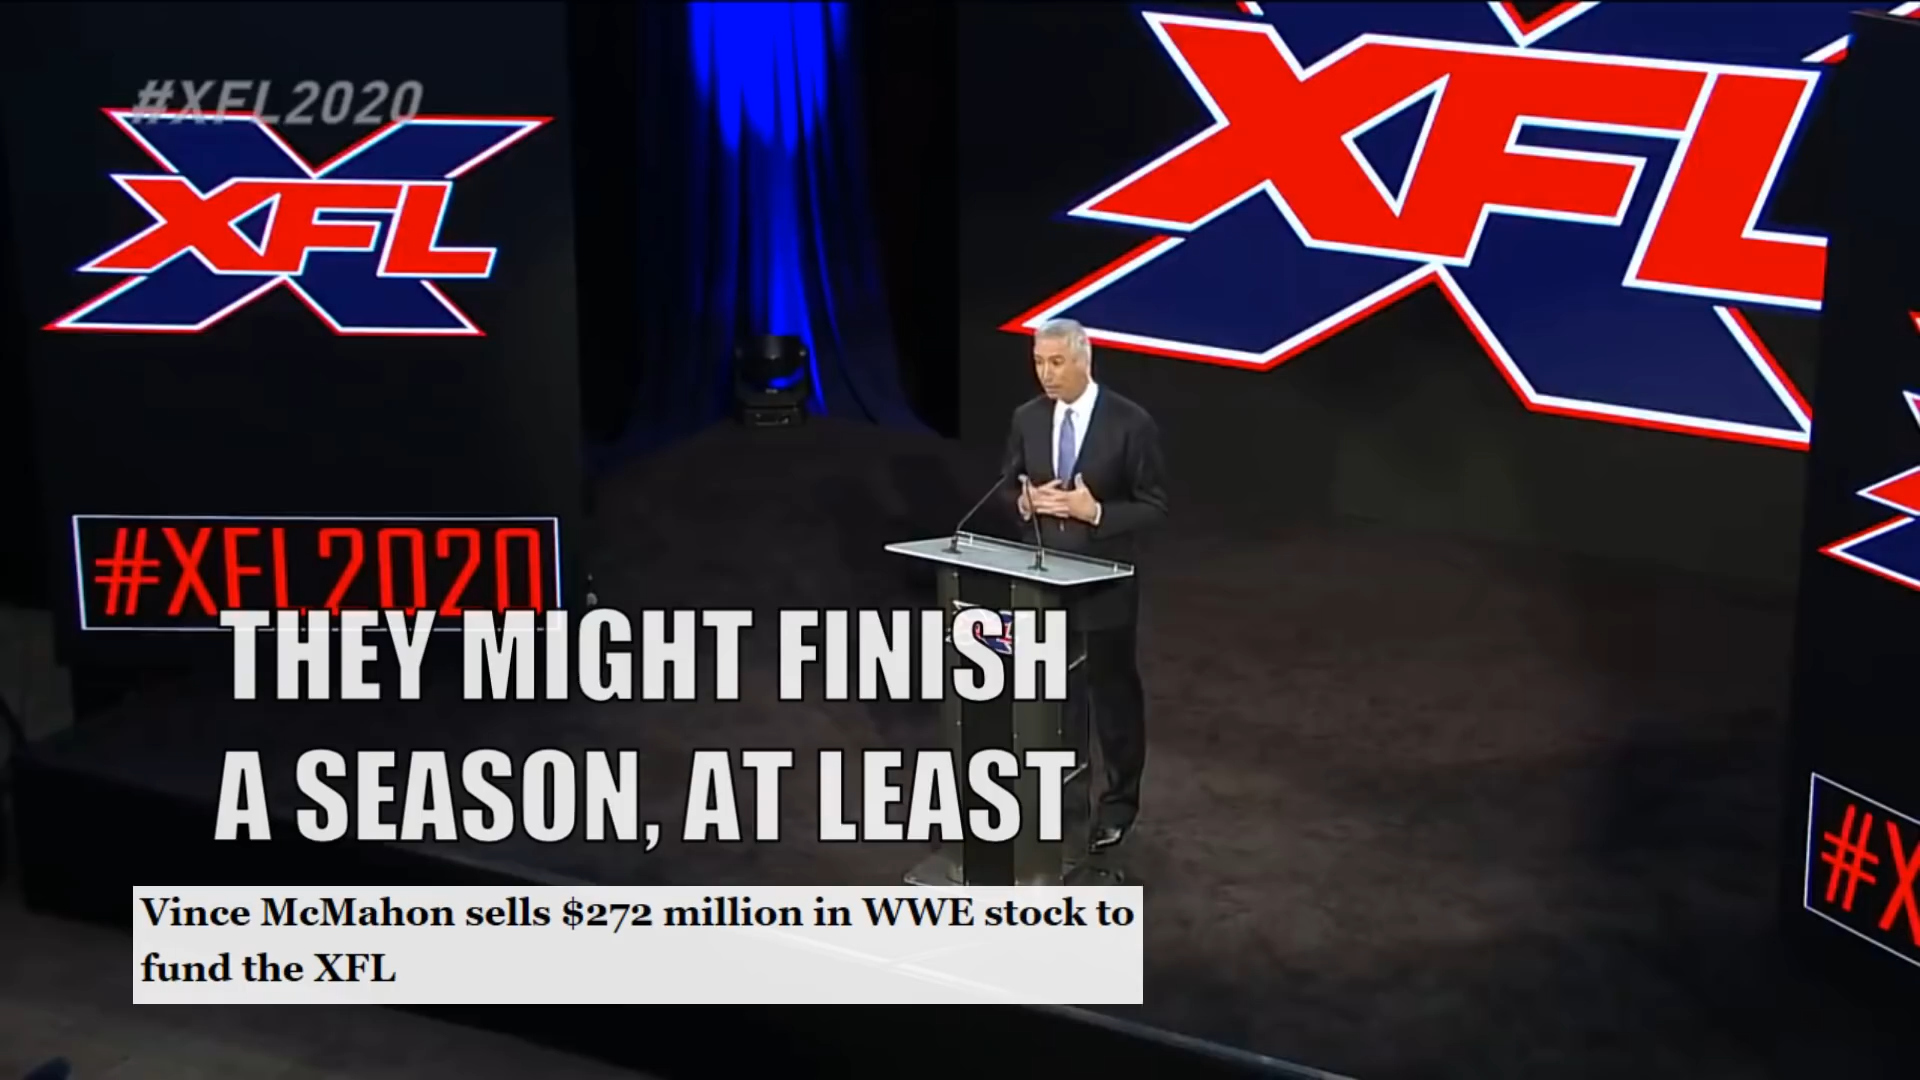 #XFL2020
XFL
XFL
#XFL2020
THEY MIGHT FINISH
A SEASON, AT LEAST
#X
Vince McMahon sells $272 million in WWE stock to
fund the XFL